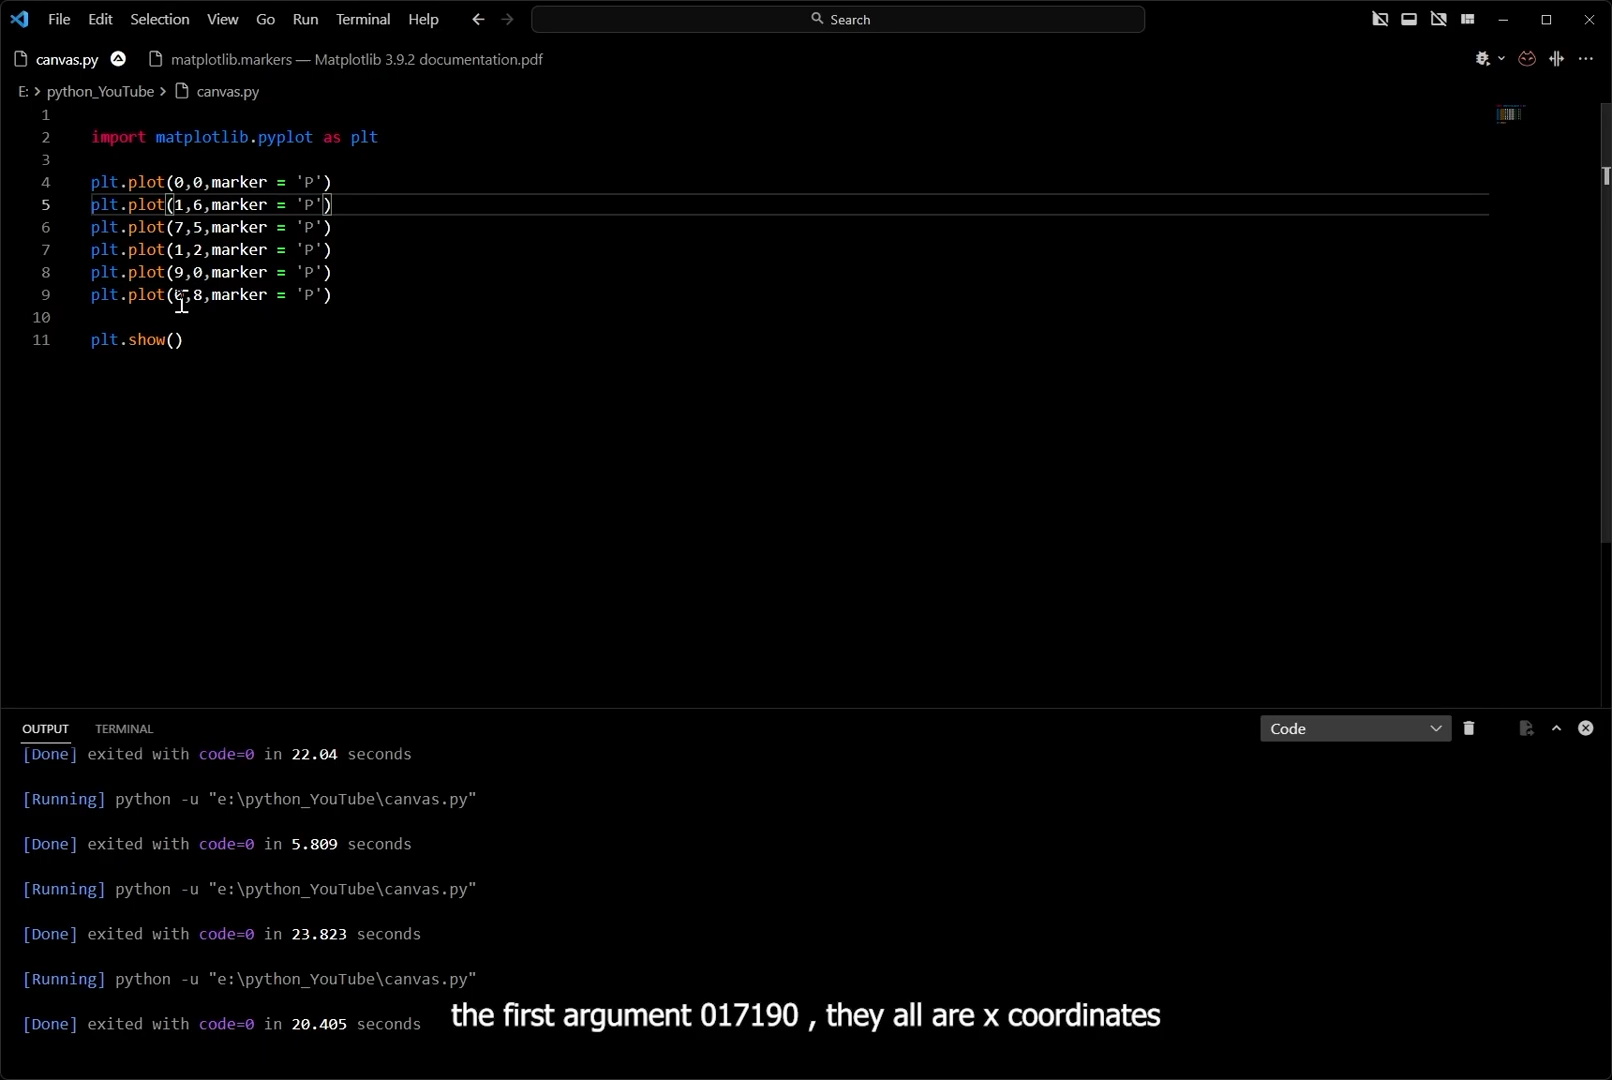 File Edit Selection View Go Run Terminal Help Search
canvas.py matplotlib.markers — Matplotlib 3.9.2 documentation.pdf
E: > python_YouTube > canvas.py
1
2 import matplotlib.pyplot as plt
3
4 plt.plot(0,0,marker = 'P')
5 plt.plot(1,6,marker = 'P')
6 plt.plot(7,5,marker = 'P')
7 plt.plot(1,2,marker = 'P')
8 plt.plot(9,0,marker = 'P')
9 plt.plot(0,8,marker = 'P')
10
11 plt.show()
OUTPUT TERMINAL Code
[Done] exited with code=0 in 22.04 seconds
[Running] python -u "e:\python_YouTube\canvas.py"
[Done] exited with code=0 in 5.809 seconds
[Running] python -u "e:\python_YouTube\canvas.py"
[Done] exited with code=0 in 23.823 seconds
[Running] python -u "e:\python_YouTube\canvas.py"
[Done] exited with code=0 in 20.405 seconds
the first argument 017190 , they all are x coordinates